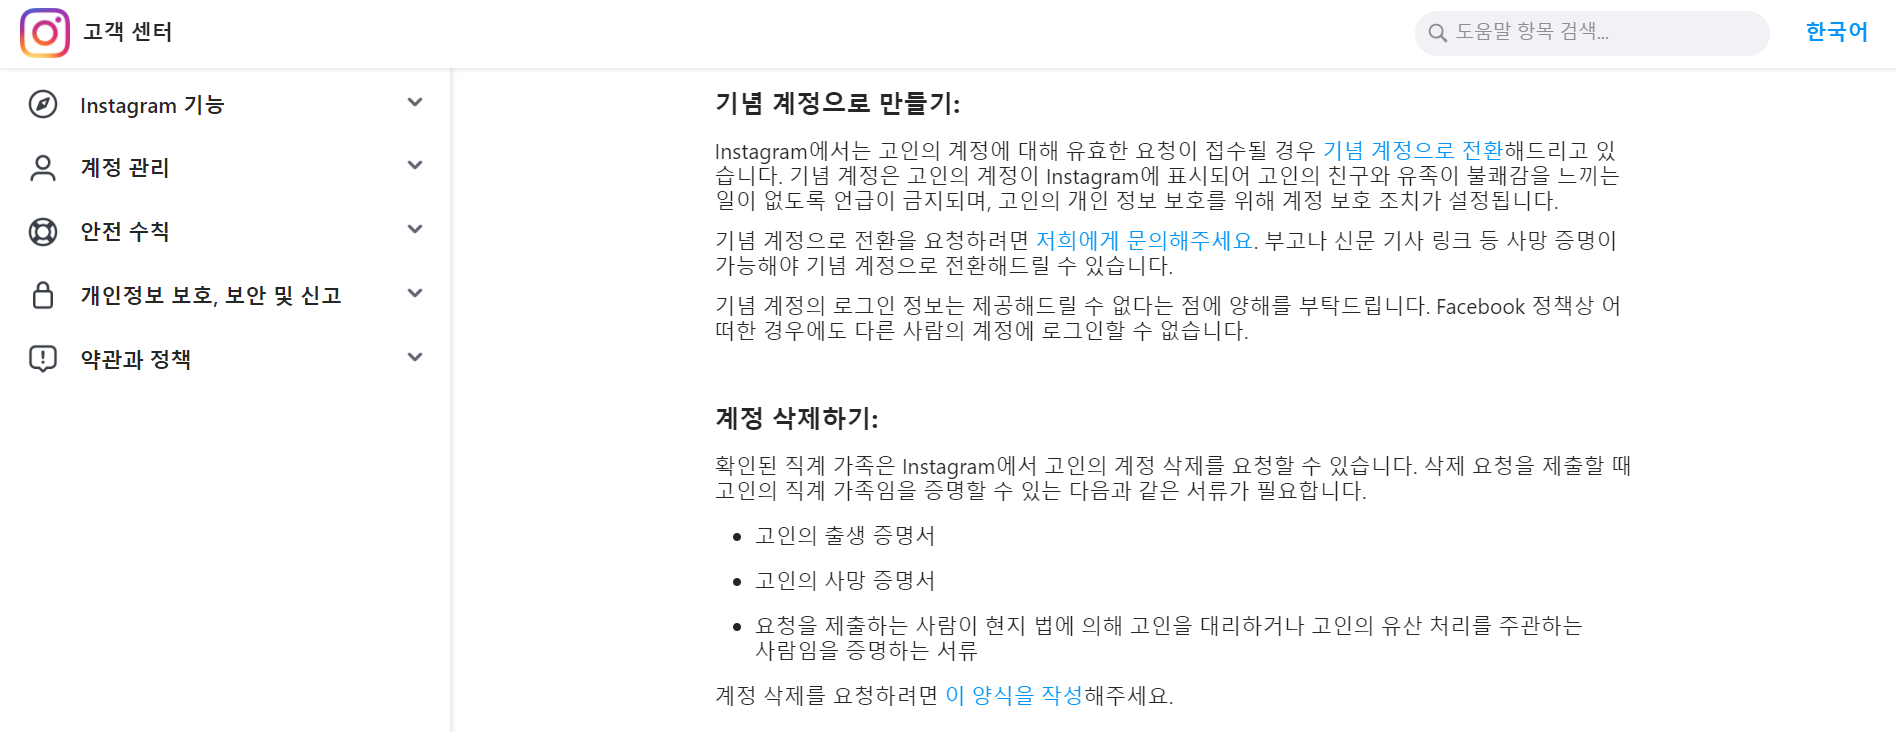 고객 센터
도움말 항목 검색...
한국어
Instagram 기능
계정 관리
안전 수칙
개인정보 보호, 보안 및 신고
약관과 정책
기념 계정으로 만들기:
Instagram에서는 고인의 계정에 대해 유효한 요청이 접수될 경우 기념 계정으로 전환해드리고 있
습니다. 기념 계정은 고인의 계정이 Instagram에 표시되어 고인의 친구와 유족이 불쾌감을 느끼는
일이 없도록 언급이 금지되며, 고인의 개인 정보 보호를 위해 계정 보호 조치가 설정됩니다.
기념 계정으로 전환을 요청하려면 저희에게 문의해주세요. 부고나 신문 기사 링크 등 사망 증명이
가능해야 기념 계정으로 전환해드릴 수 있습니다.
기념 계정의 로그인 정보는 제공해드릴 수 없다는 점에 양해를 부탁드립니다. Facebook 정책상 어
떠한 경우에도 다른 사람의 계정에 로그인할 수 없습니다.
계정 삭제하기:
확인된 직계 가족은 Instagram에서 고인의 계정 삭제를 요청할 수 있습니다. 삭제 요청을 제출할 때
고인의 직계 가족임을 증명할 수 있는 다음과 같은 서류가 필요합니다.
• 고인의 출생 증명서
• 고인의 사망 증명서
• 요청을 제출하는 사람이 현지 법에 의해 고인을 대리하거나 고인의 유산 처리를 주관하는
사람임을 증명하는 서류
계정 삭제를 요청하려면 이 양식을 작성해주세요.